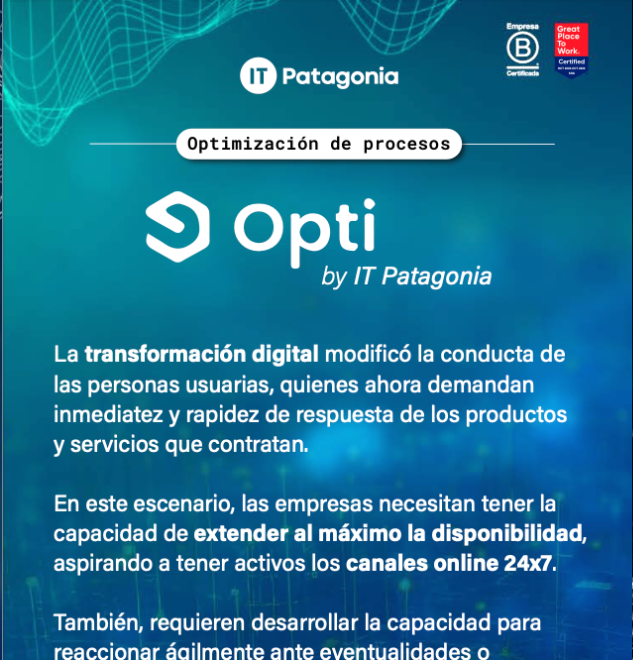 Empresa
B
Certificada
Great
Place
To
Work.
Certified
IT Patagonia
Optimización de procesos
Opti
by IT Patagonia
La transformación digital modificó la conducta de
las personas usuarias, quienes ahora demandan
inmediatez y rapidez de respuesta de los productos
y servicios que contratan.
En este escenario, las empresas necesitan tener la
capacidad de extender al máximo la disponibilidad,
aspirando a tener activos los canales online 24x7.
También, requieren desarrollar la capacidad para
reaccionar ágilmente ante eventualidades o